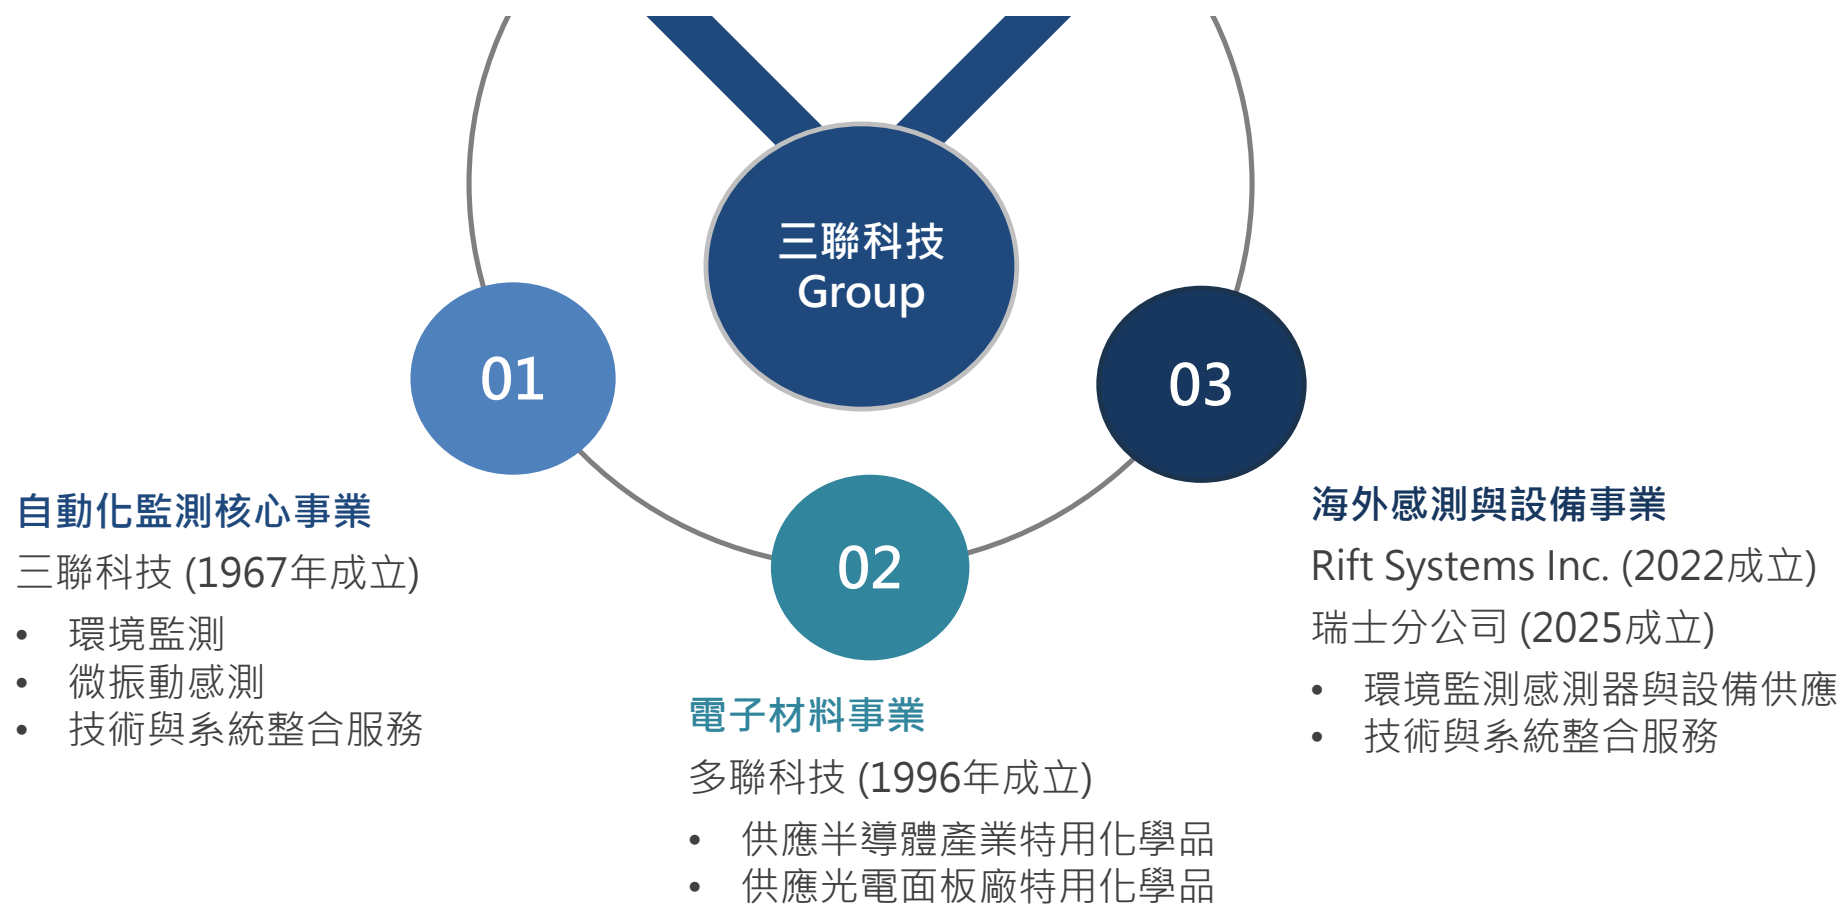 三聯科技
Group
01
自動化監測核心事業
三聯科技 (1967年成立)
• 環境監測
• 微振動感測
• 技術與系統整合服務
02
電子材料事業
多聯科技 (1996年成立)
• 供應半導體產業特用化學品
• 供應光電面板廠特用化學品
03
海外感測與設備事業
Rift Systems Inc. (2022成立)
瑞士分公司 (2025成立)
• 環境監測感測器與設備供應
• 技術與系統整合服務